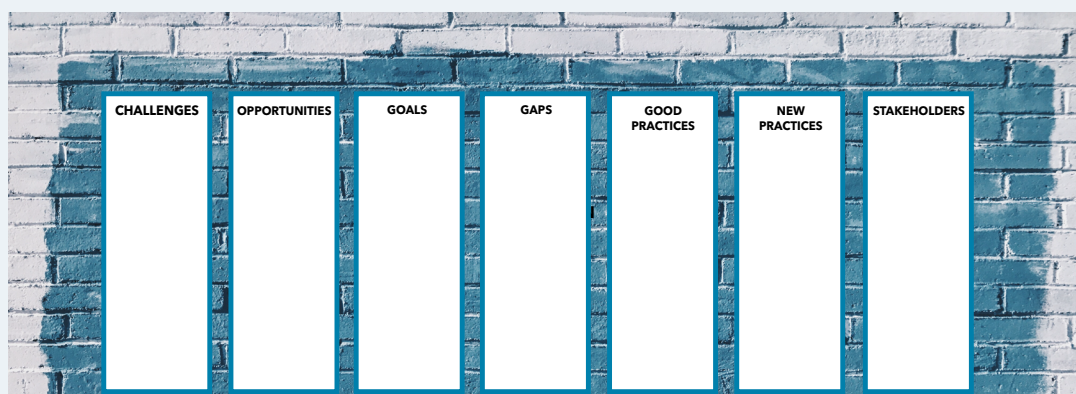 CHALLENGES
OPPORTUNITIES
GOALS
GAPS
GOOD
PRACTICES
NEW
PRACTICES
STAKEHOLDERS